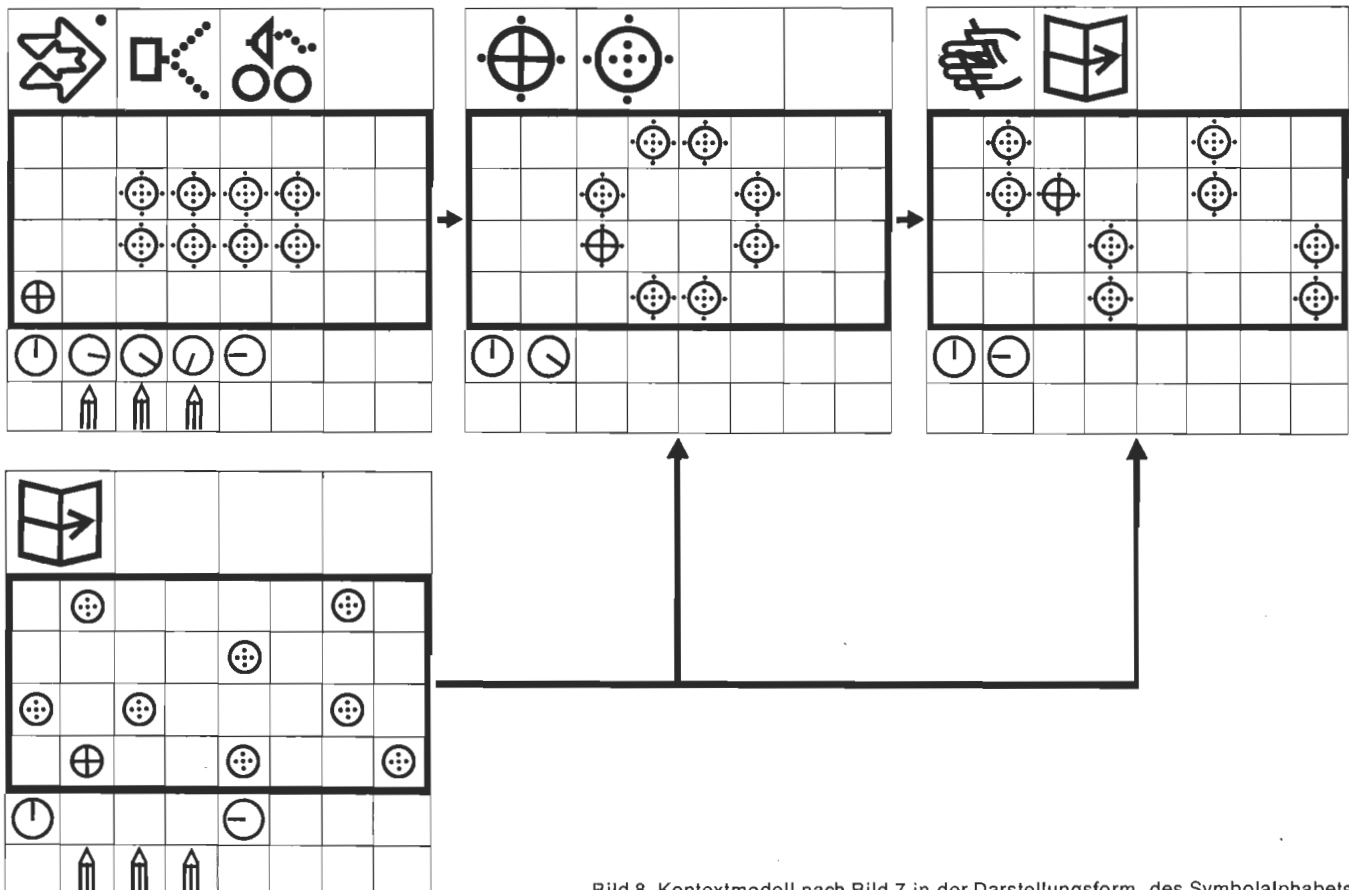 Bild 8. Kontextmodell nach Bild 7 in der Darstellungsform des Symbolalphabets